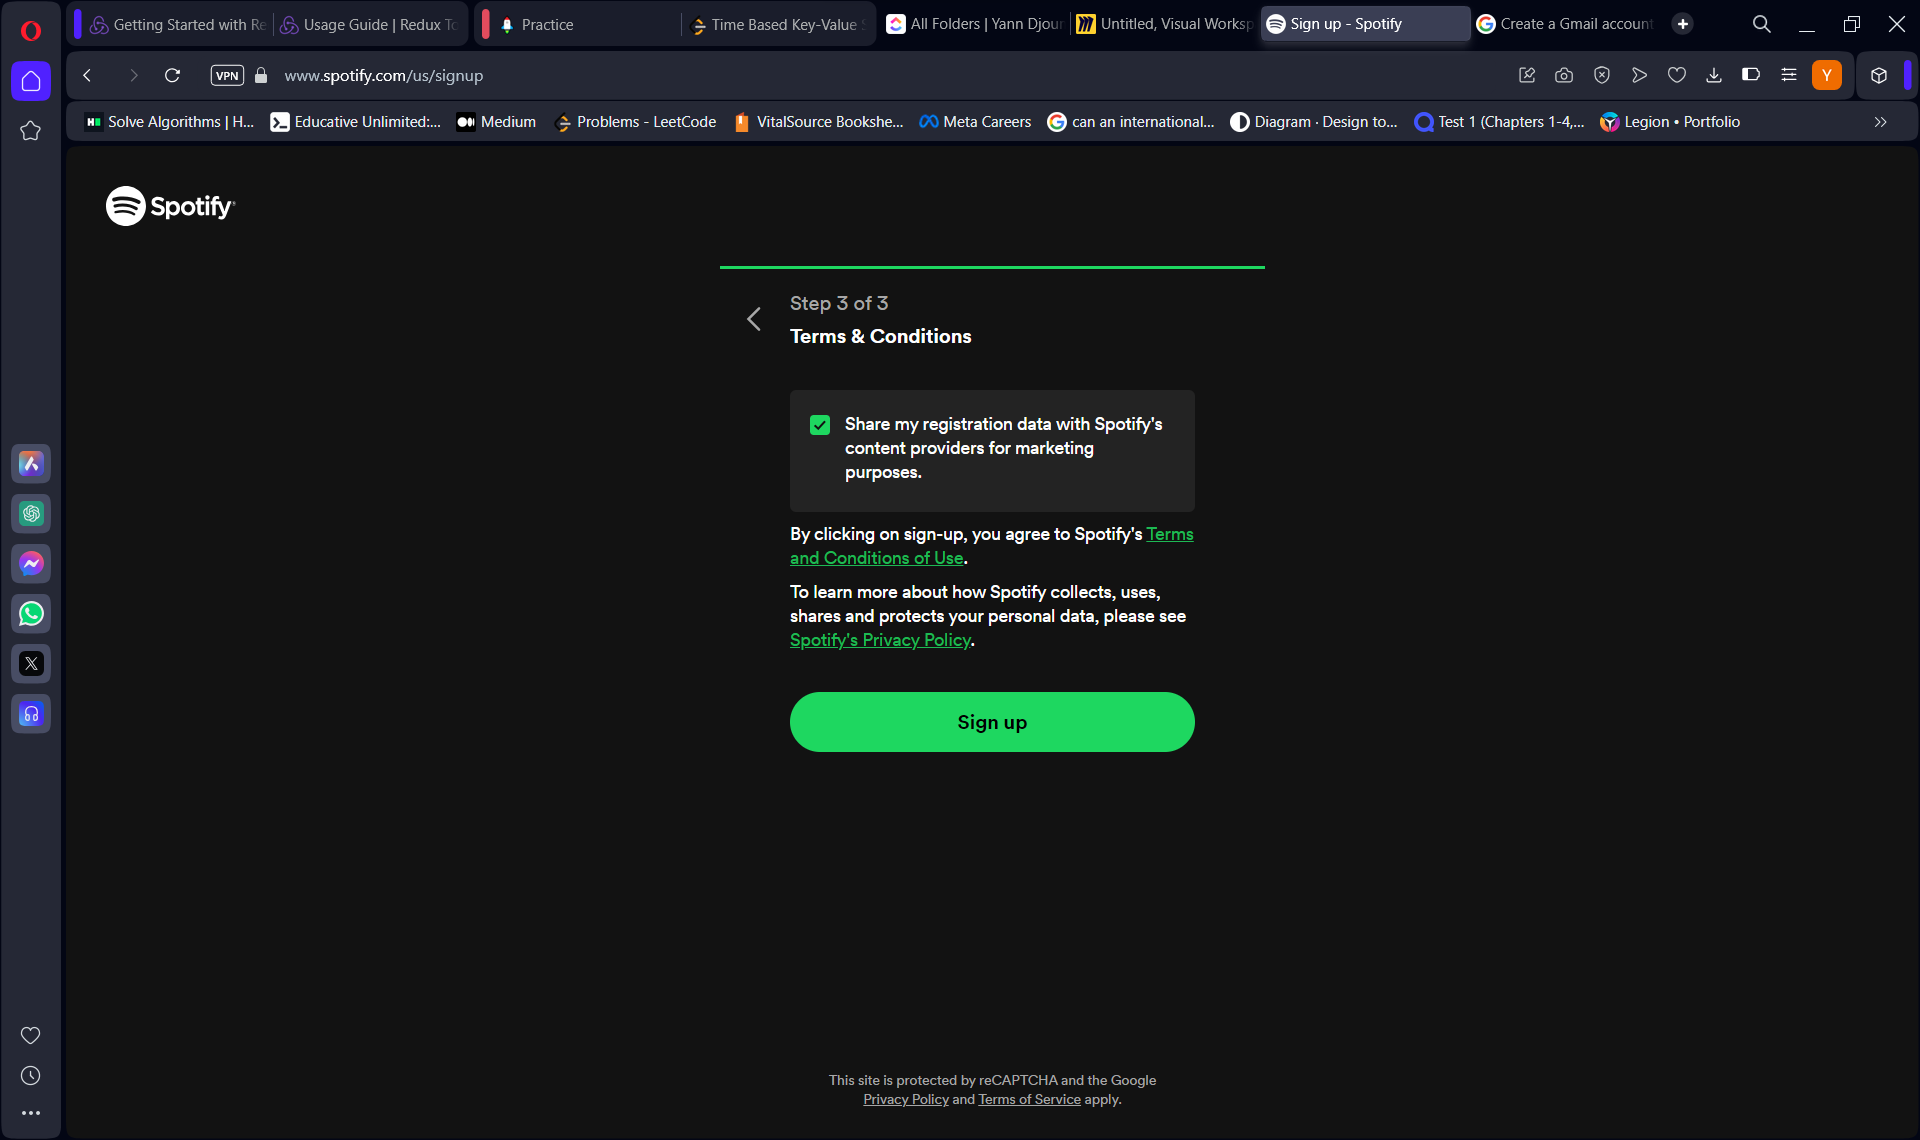 Getting Started with Re
Usage Guide | Redux To
Practice
Time Based Key-Value S
All Folders | Yann Djour
Untitled, Visual Worksp
Sign up - Spotify
Create a Gmail account
VPN
www.spotify.com/us/signup
Y
Solve Algorithms | H...
Educative Unlimited:...
Medium
Problems - LeetCode
VitalSource Bookshe...
Meta Careers
can an international...
Diagram · Design to...
Test 1 (Chapters 1-4,...
Legion • Portfolio
Spotify
Step 3 of 3
Terms & Conditions
Share my registration data with Spotify's
content providers for marketing
purposes.
By clicking on sign-up, you agree to Spotify's Terms
and Conditions of Use.
To learn more about how Spotify collects, uses,
shares and protects your personal data, please see
Spotify's Privacy Policy.
Sign up
This site is protected by reCAPTCHA and the Google
Privacy Policy and Terms of Service apply.